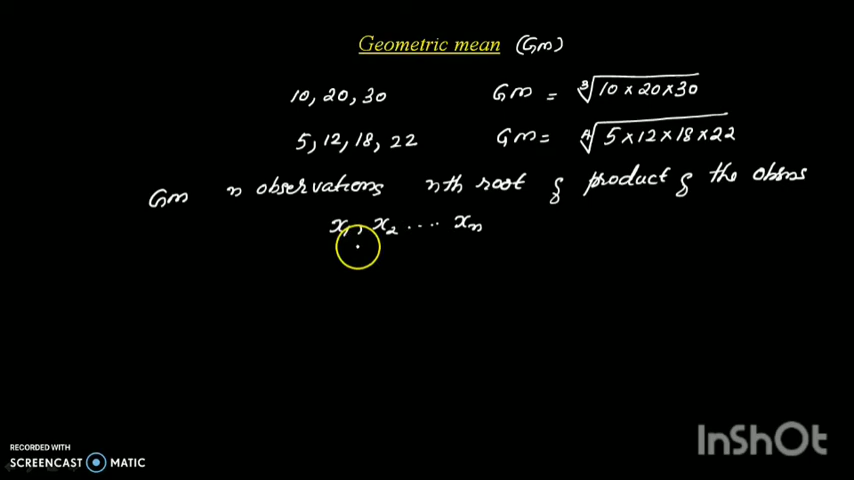 Geometric mean (Gm)
10, 20, 30 Gm = ∛10 × 20 × 30
5, 12, 18, 22 Gm = ∜5 × 12 × 18 × 22
Gm n observations nth root of product of the obsns
x₁, x₂ .... xₙ
RECORDED WITH
SCREENCAST MATIC
InShOt